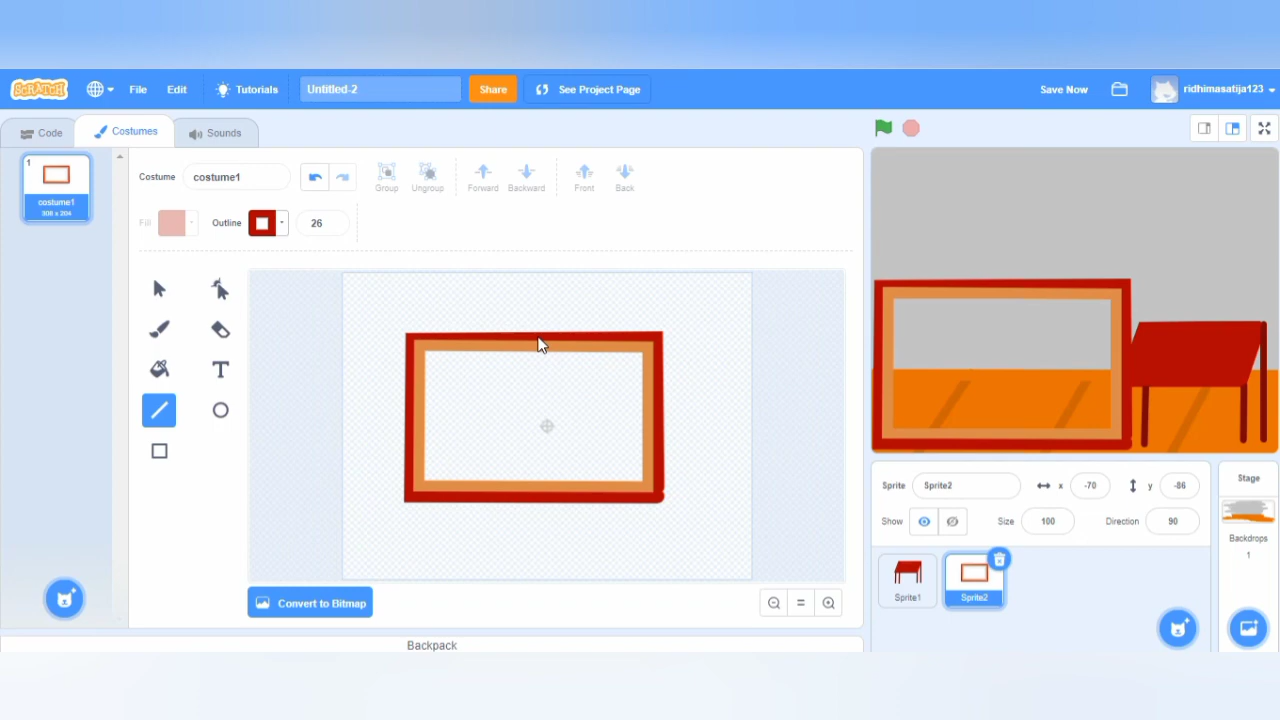 SCRATCH File Edit Tutorials Untitled-2 Share See Project Page Save Now ridhimasatija123
Code Costumes Sounds
1
costume1
308 x 204
Costume costume1 Group Ungroup Forward Backward Front Back
Fill Outline 26
T
Convert to Bitmap
Backpack
Sprite Sprite2 x -70 y -86
Show Size 100 Direction 90
Sprite1 Sprite2
Stage
Backdrops
1